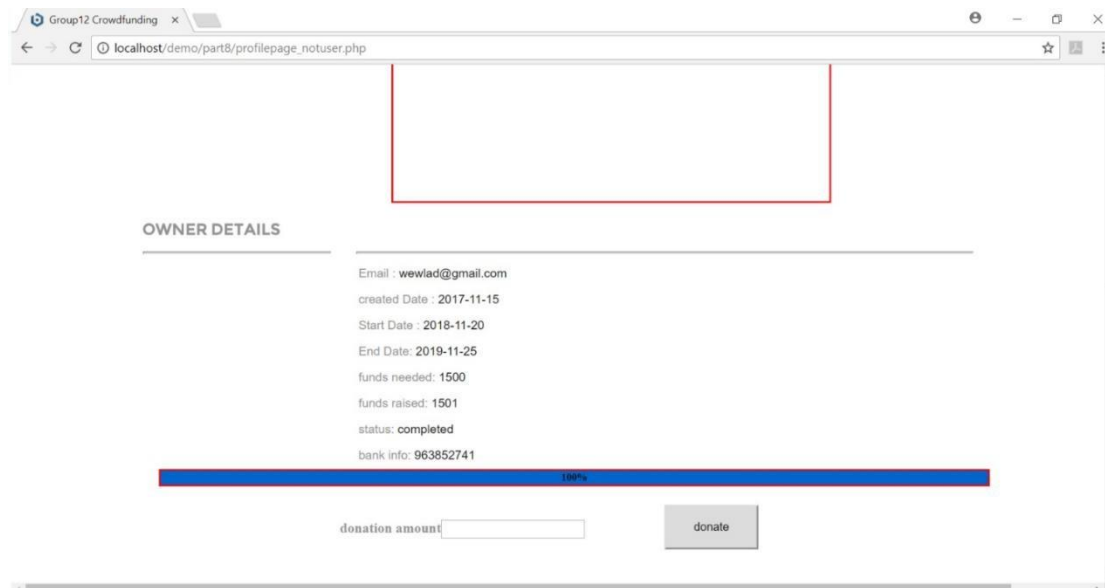 Group12 Crowdfunding
localhost/demo/part8/profilepage_notuser.php
OWNER DETAILS
Email : wewlad@gmail.com
created Date : 2017-11-15
Start Date : 2018-11-20
End Date: 2019-11-25
funds needed: 1500
funds raised: 1501
status: completed
bank info: 963852741
100%
donation amount
donate